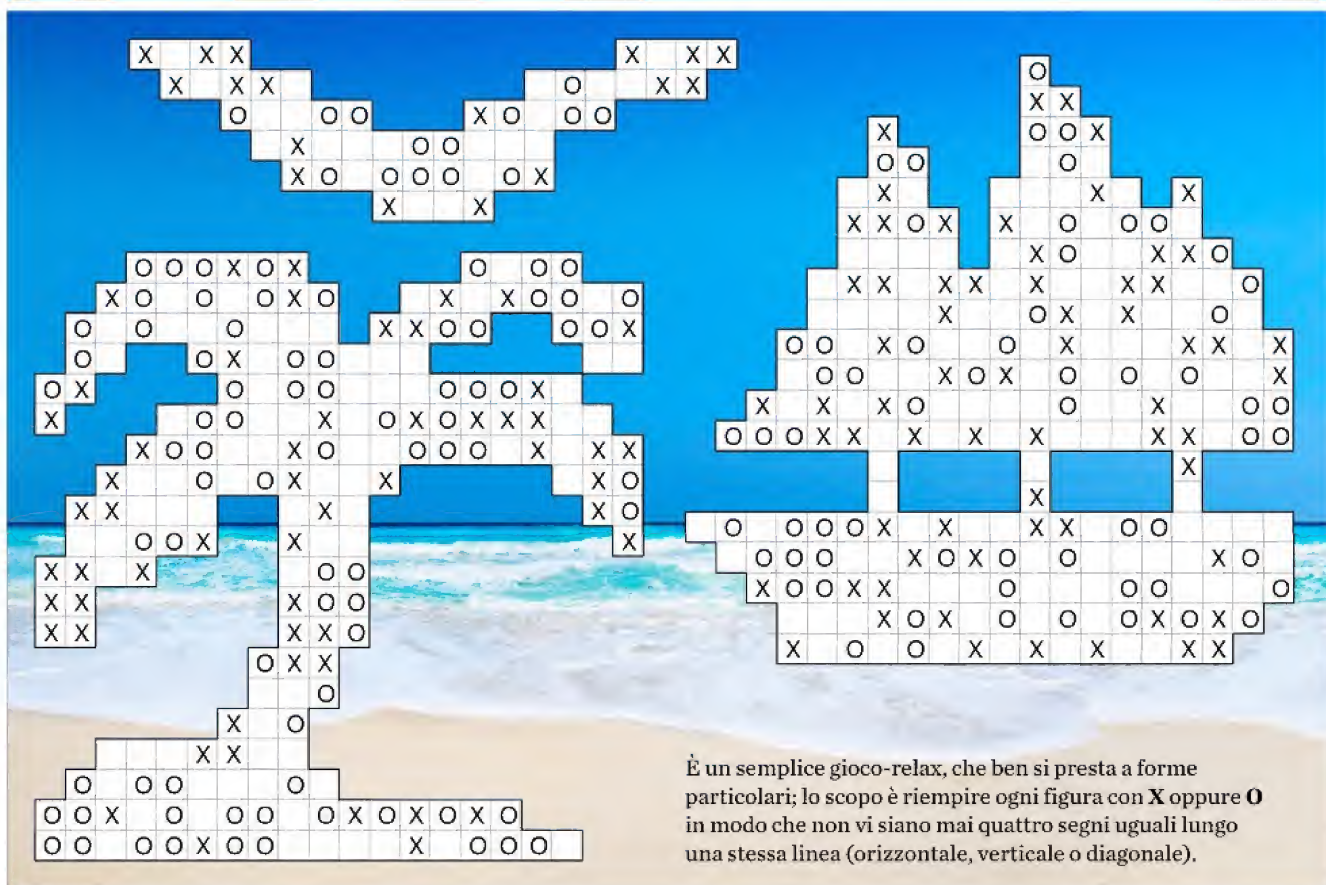 X X X X X X
X X X O X X
O O O X O O O
X O O
X O O O O O X
X X
O O O X O X O O O
X O O O X O X X O O O
O O O X X O O O O X
O O X O O
O X O O O O O O X
X O O X O X O X X X
X O O X O O O O X X X
X O O X X X O
X X X X O
O O X X X
X X X O O
X X X O O
X X X X O
O X X
O
X O
X X
O O O O
O O X O O O O X O X O X O
O O O O X O O X O O O
O
X X
X O O X
O O O
X X X
X X O X X O O O
X O X X O
X X X X X X X O
X O X X O
O O X O O X X X X
O O X O X O O O X
X X X O O X O O
O O O X X X X X X X O O
X
X
O O O O X X X X O O
O O O X O X O O X O
X O O X X O O O O
X O X O O O X O X O
X O O X X X X X
È un semplice gioco-relax, che ben si presta a forme
particolari; lo scopo è riempire ogni figura con X oppure O
in modo che non vi siano mai quattro segni uguali lungo
una stessa linea (orizzontale, verticale o diagonale).